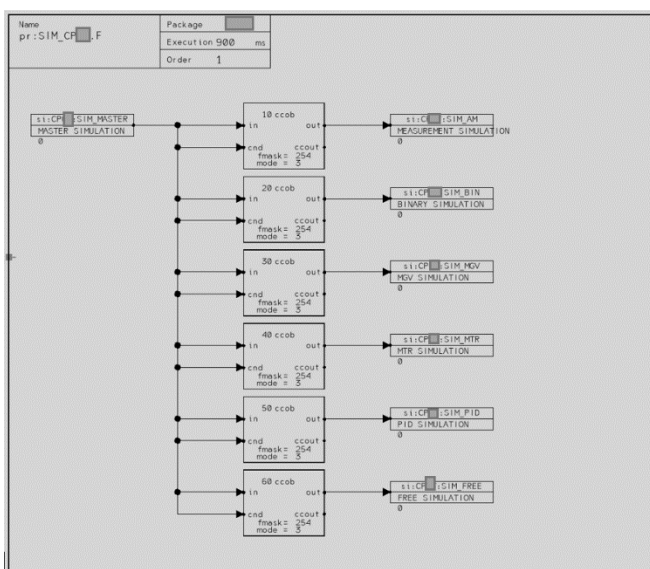 Name
pr:SIM_CP .F
Package
Execution 900 ms
Order 1
si:CP :SIM_MASTER
MASTER SIMULATION
0
10 ccob
in out
cnd ccout
fmask= 254
mode = 3
si:C :SIM_AM
MEASUREMENT SIMULATION
0
20 ccob
in out
cnd ccout
fmask= 254
mode = 3
si:CP :SIM_BIN
BINARY SIMULATION
0
30 ccob
in out
cnd ccout
fmask= 254
mode = 3
si:CP :SIM_MGV
MGV SIMULATION
0
40 ccob
in out
cnd ccout
fmask= 254
mode = 3
si:CP :SIM_MTR
MTR SIMULATION
0
50 ccob
in out
cnd ccout
fmask= 254
mode = 3
si:CP :SIM_PID
PID SIMULATION
0
60 ccob
in out
cnd ccout
fmask= 254
mode = 3
si:CP :SIM_FREE
FREE SIMULATION
0